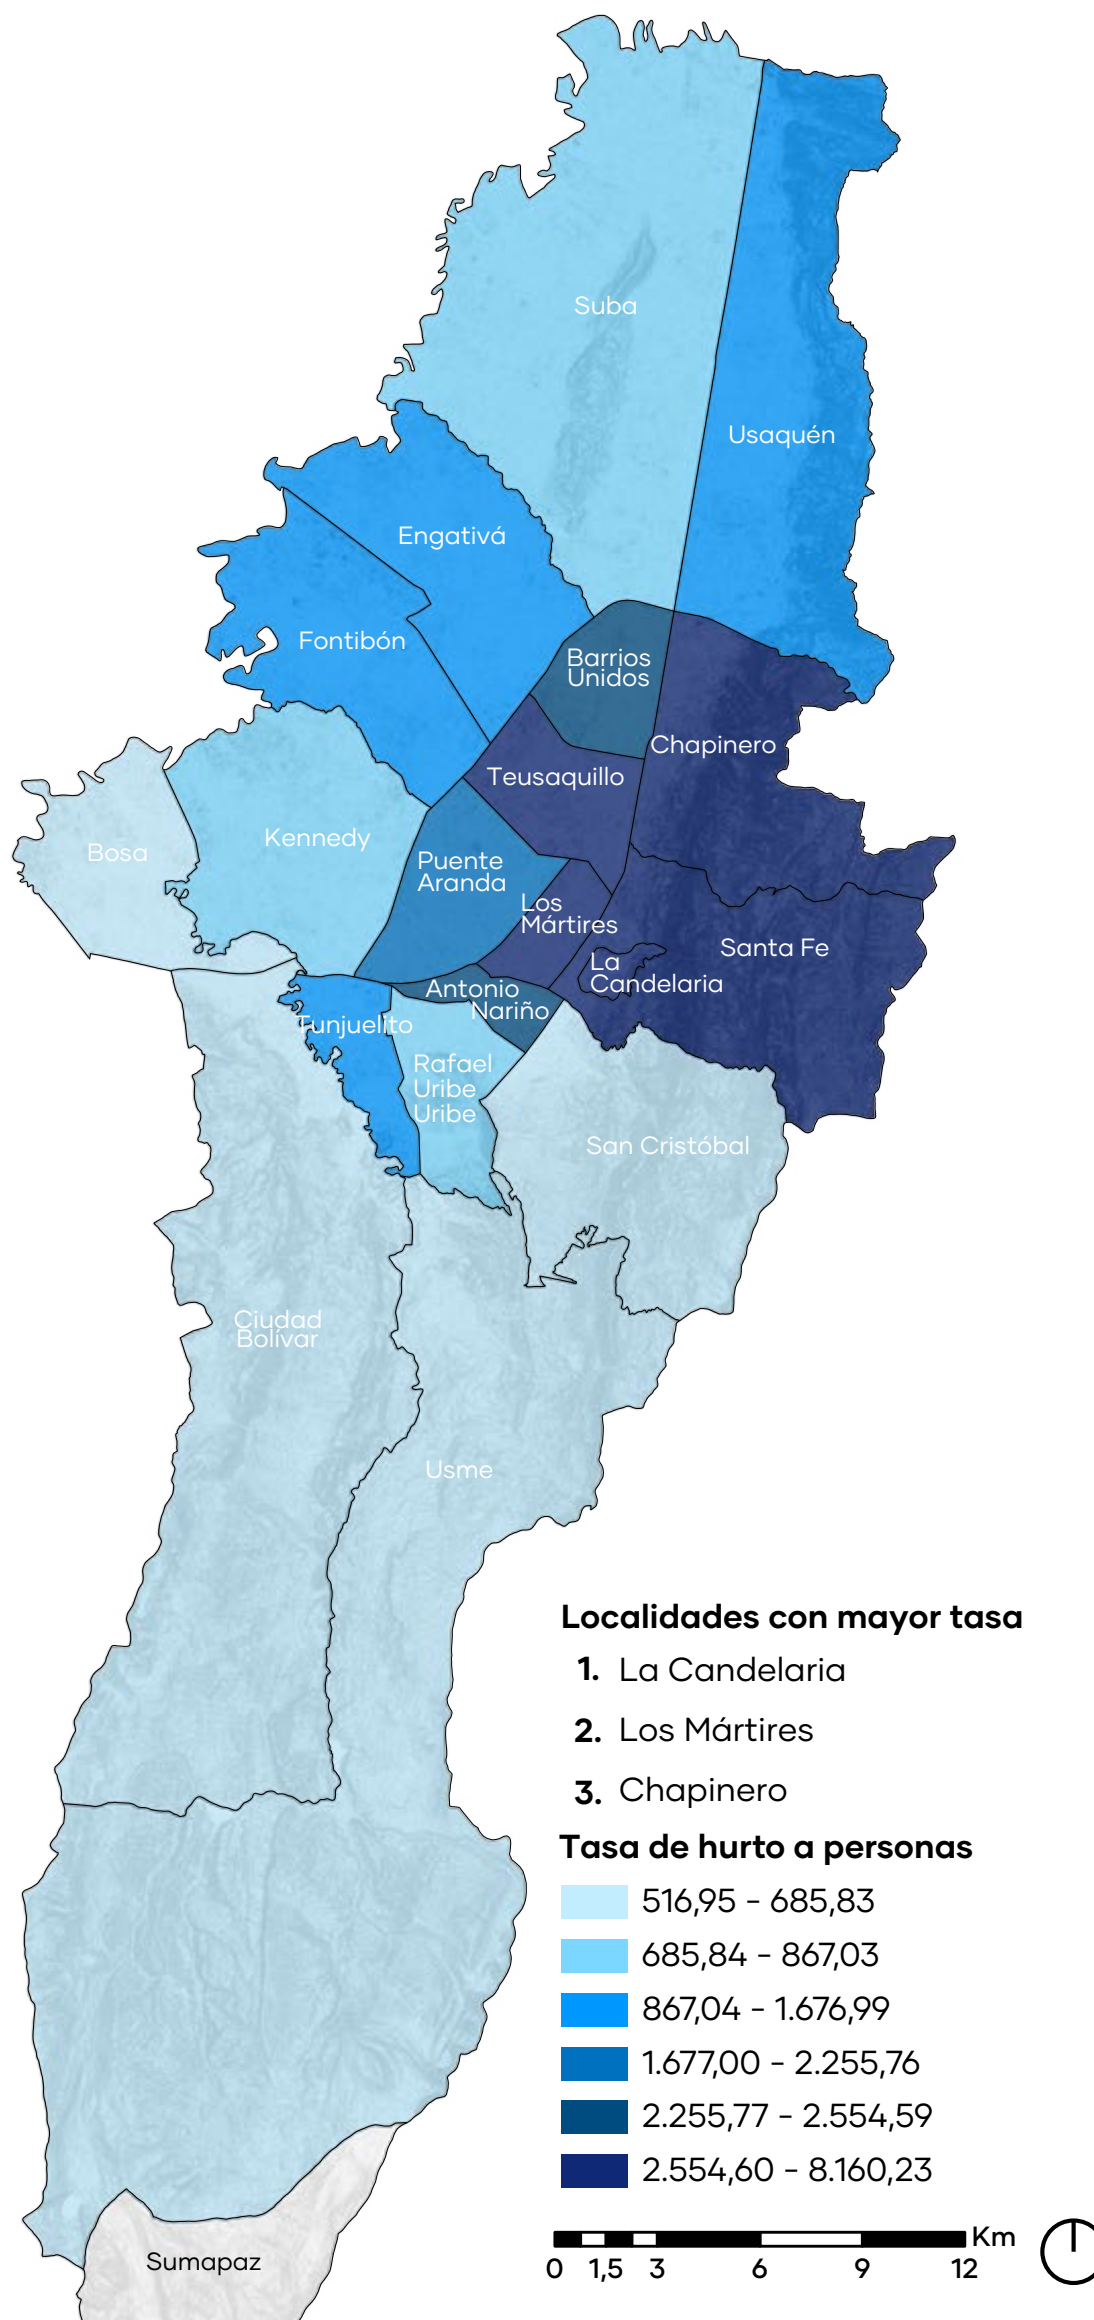 Suba
Usaquén
Engativá
Fontibón
Barrios
Unidos
Chapinero
Teusaquillo
Kennedy
Bosa
Puente
Aranda
Los
Mártires
Santa Fe
La
Candelaria
Antonio
Nariño
Tunjuelito
Rafael
Uribe
Uribe
San Cristóbal
Ciudad
Bolívar
Usme
Localidades con mayor tasa
1. La Candelaria
2. Los Mártires
3. Chapinero
Tasa de hurto a personas
516,95 - 685,83
685,84 - 867,03
867,04 - 1.676,99
1.677,00 - 2.255,76
2.255,77 - 2.554,59
2.554,60 - 8.160,23
Km
0 1,5 3 6 9 12
Sumapaz